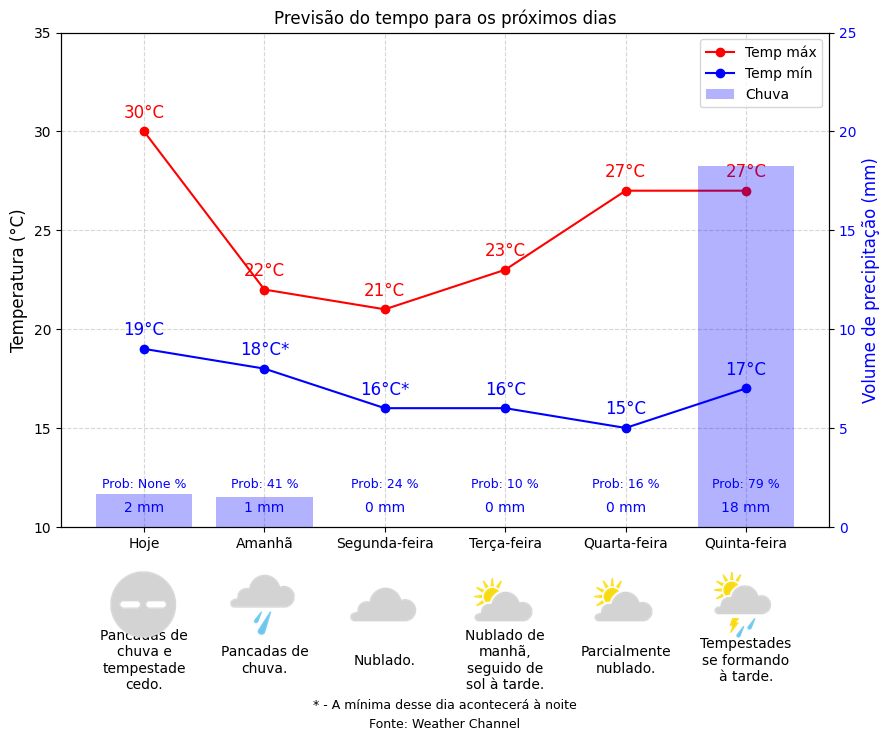 Previsão do tempo para os próximos dias
35
30
25
20
15
10
Temperatura (°C)
25
20
15
10
5
0
Volume de precipitação (mm)
Temp máx
Temp mín
Chuva
30°C
22°C
21°C
23°C
27°C
27°C
19°C
18°C*
16°C*
16°C
15°C
17°C
Prob: None %
Prob: 41 %
Prob: 24 %
Prob: 10 %
Prob: 16 %
Prob: 79 %
2 mm
1 mm
0 mm
0 mm
0 mm
18 mm
Hoje
Amanhã
Segunda-feira
Terça-feira
Quarta-feira
Quinta-feira
Pancadas de
chuva e
tempestade
cedo.
Pancadas de
chuva.
Nublado.
Nublado de
manhã,
seguido de
sol à tarde.
Parcialmente
nublado.
Tempestades
se formando
à tarde.
* - A mínima desse dia acontecerá à noite
Fonte: Weather Channel